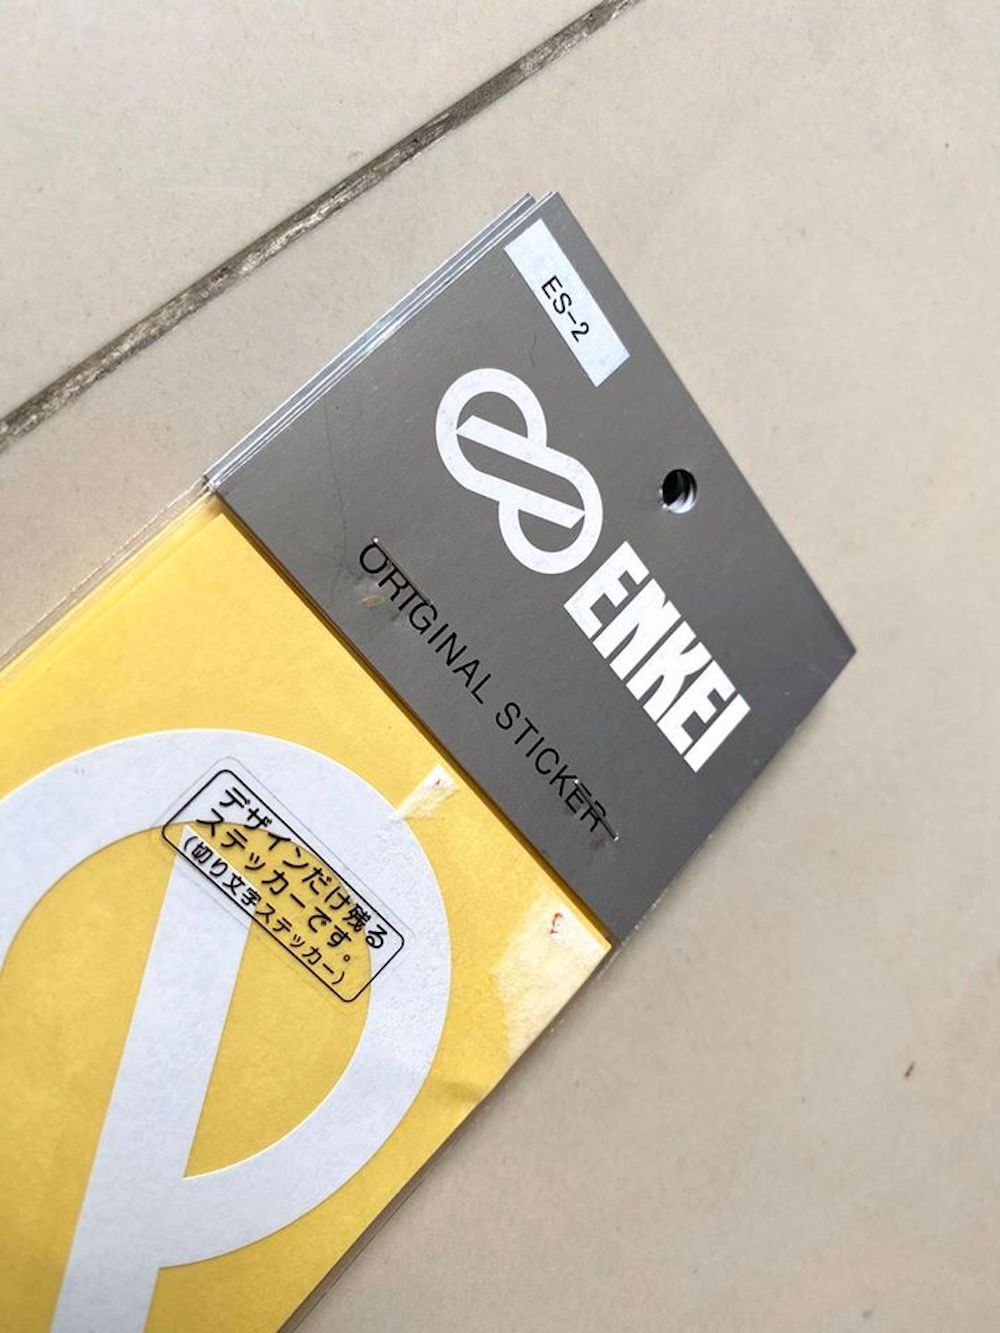 ES-2
ENKEI
ORIGINAL STICKER
デザインだけ残る
ステッカーです。
(切り文字ステッカー)